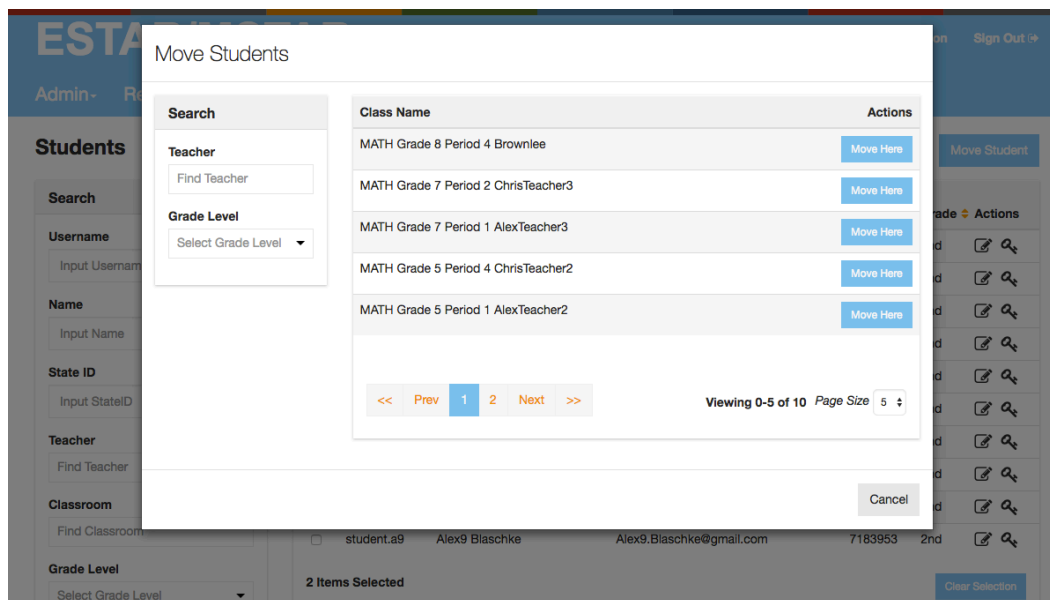 Sign Out
Admin
Move Students
Students
Move Student
Search
Teacher
Find Teacher
Grade Level
Select Grade Level
Class Name Actions
MATH Grade 8 Period 4 Brownlee Move Here
MATH Grade 7 Period 2 ChrisTeacher3 Move Here
MATH Grade 7 Period 1 AlexTeacher3 Move Here
MATH Grade 5 Period 4 ChrisTeacher2 Move Here
MATH Grade 5 Period 1 AlexTeacher2 Move Here
<< Prev 1 2 Next >>
Viewing 0-5 of 10 Page Size 5
Cancel
Search
Username
Input Usernam
Name
Input Name
State ID
Input StateID
Teacher
Find Teacher
Classroom
Find Classroom
Grade Level
Select Grade Level
Actions
student.a9 Alex9 Blaschke Alex9.Blaschke@gmail.com 7183953 2nd
2 Items Selected
Clear Selection